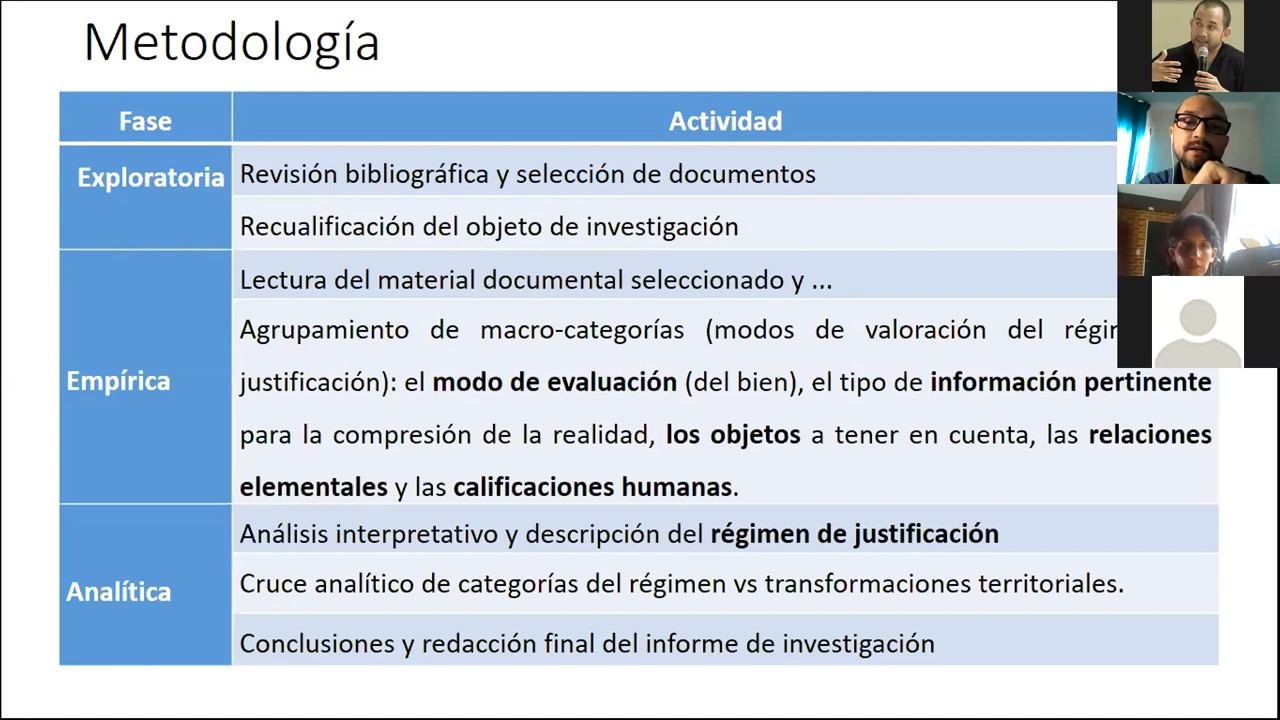 Metodología
Fase Actividad
Exploratoria
Revisión bibliográfica y selección de documentos
Recualificación del objeto de investigación
Empírica
Lectura del material documental seleccionado y ...
Agrupamiento de macro-categorías (modos de valoración del
justificación): el modo de evaluación (del bien), el tipo de información pertinente
para la compresión de la realidad, los objetos a tener en cuenta, las relaciones
elementales y las calificaciones humanas.
Analítica
Análisis interpretativo y descripción del régimen de justificación
Cruce analítico de categorías del régimen vs transformaciones territoriales.
Conclusiones y redacción final del informe de investigación